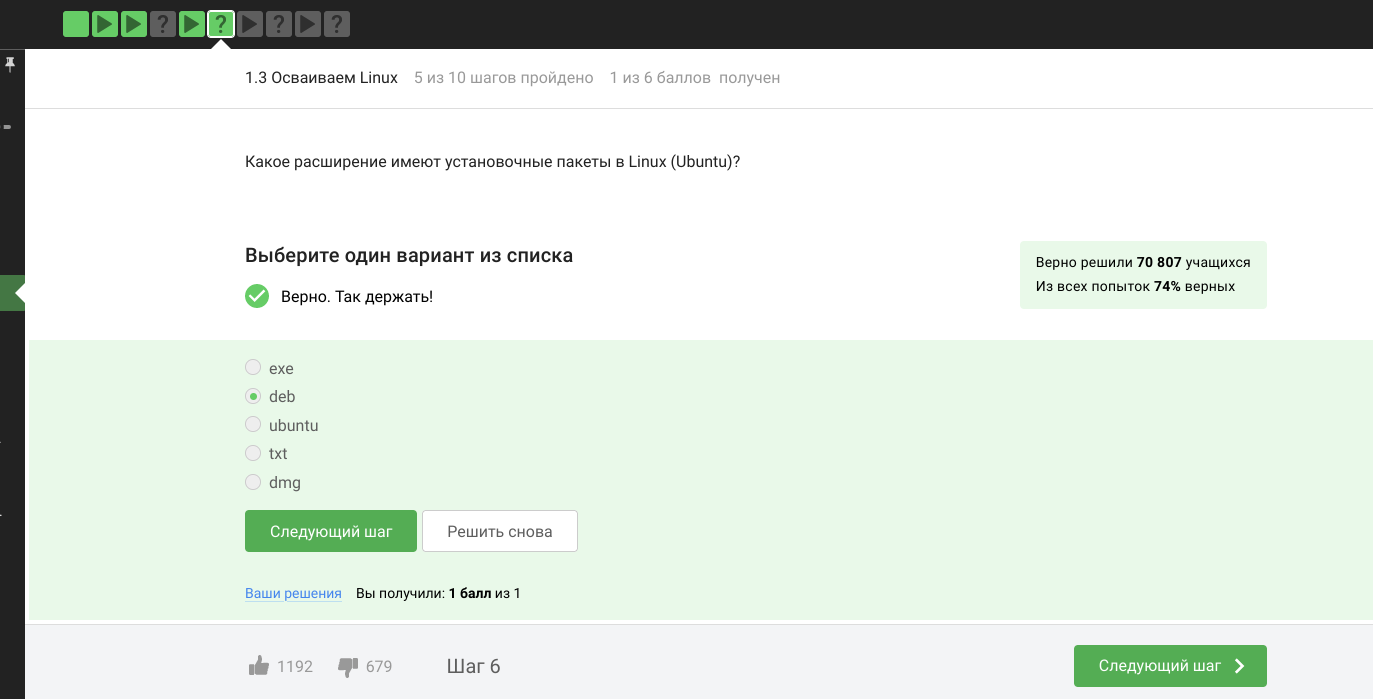 ? ? ? ?
1.3 Осваиваем Linux 5 из 10 шагов пройдено 1 из 6 баллов получен
Какое расширение имеют установочные пакеты в Linux (Ubuntu)?
Выберите один вариант из списка
Верно. Так держать!
Верно решили 70 807 учащихся
Из всех попыток 74% верных
exe
deb
ubuntu
txt
dmg
Следующий шаг Решить снова
Ваши решения Вы получили: 1 балл из 1
1192 679 Шаг 6 Следующий шаг